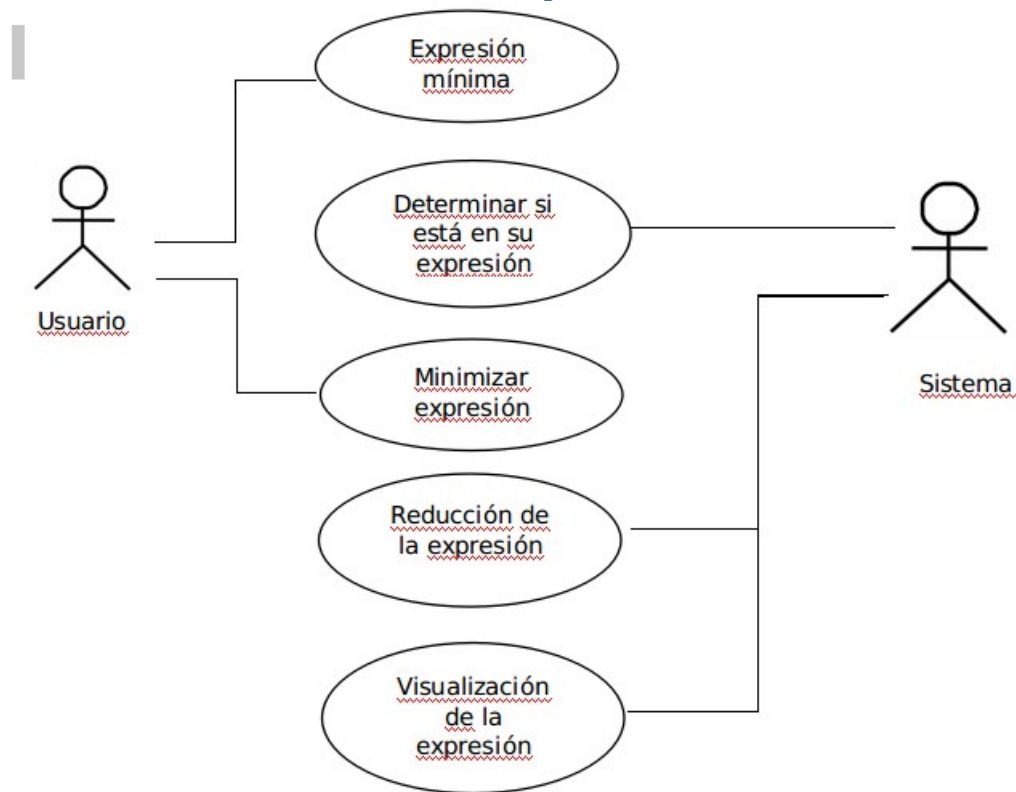 Expresión
mínima
Determinar si
está en su
expresión
Usuario
Minimizar
expresión
Sistema
Reducción de
la expresión
Visualización
de la
expresión